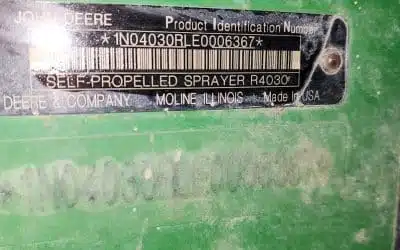 JOHN DEERE Product Identification Number
*1N04030RLE0006367*
SELF-PROPELLED SPRAYER R4030
DEERE & COMPANY MOLINE, ILLINOIS Made In USA